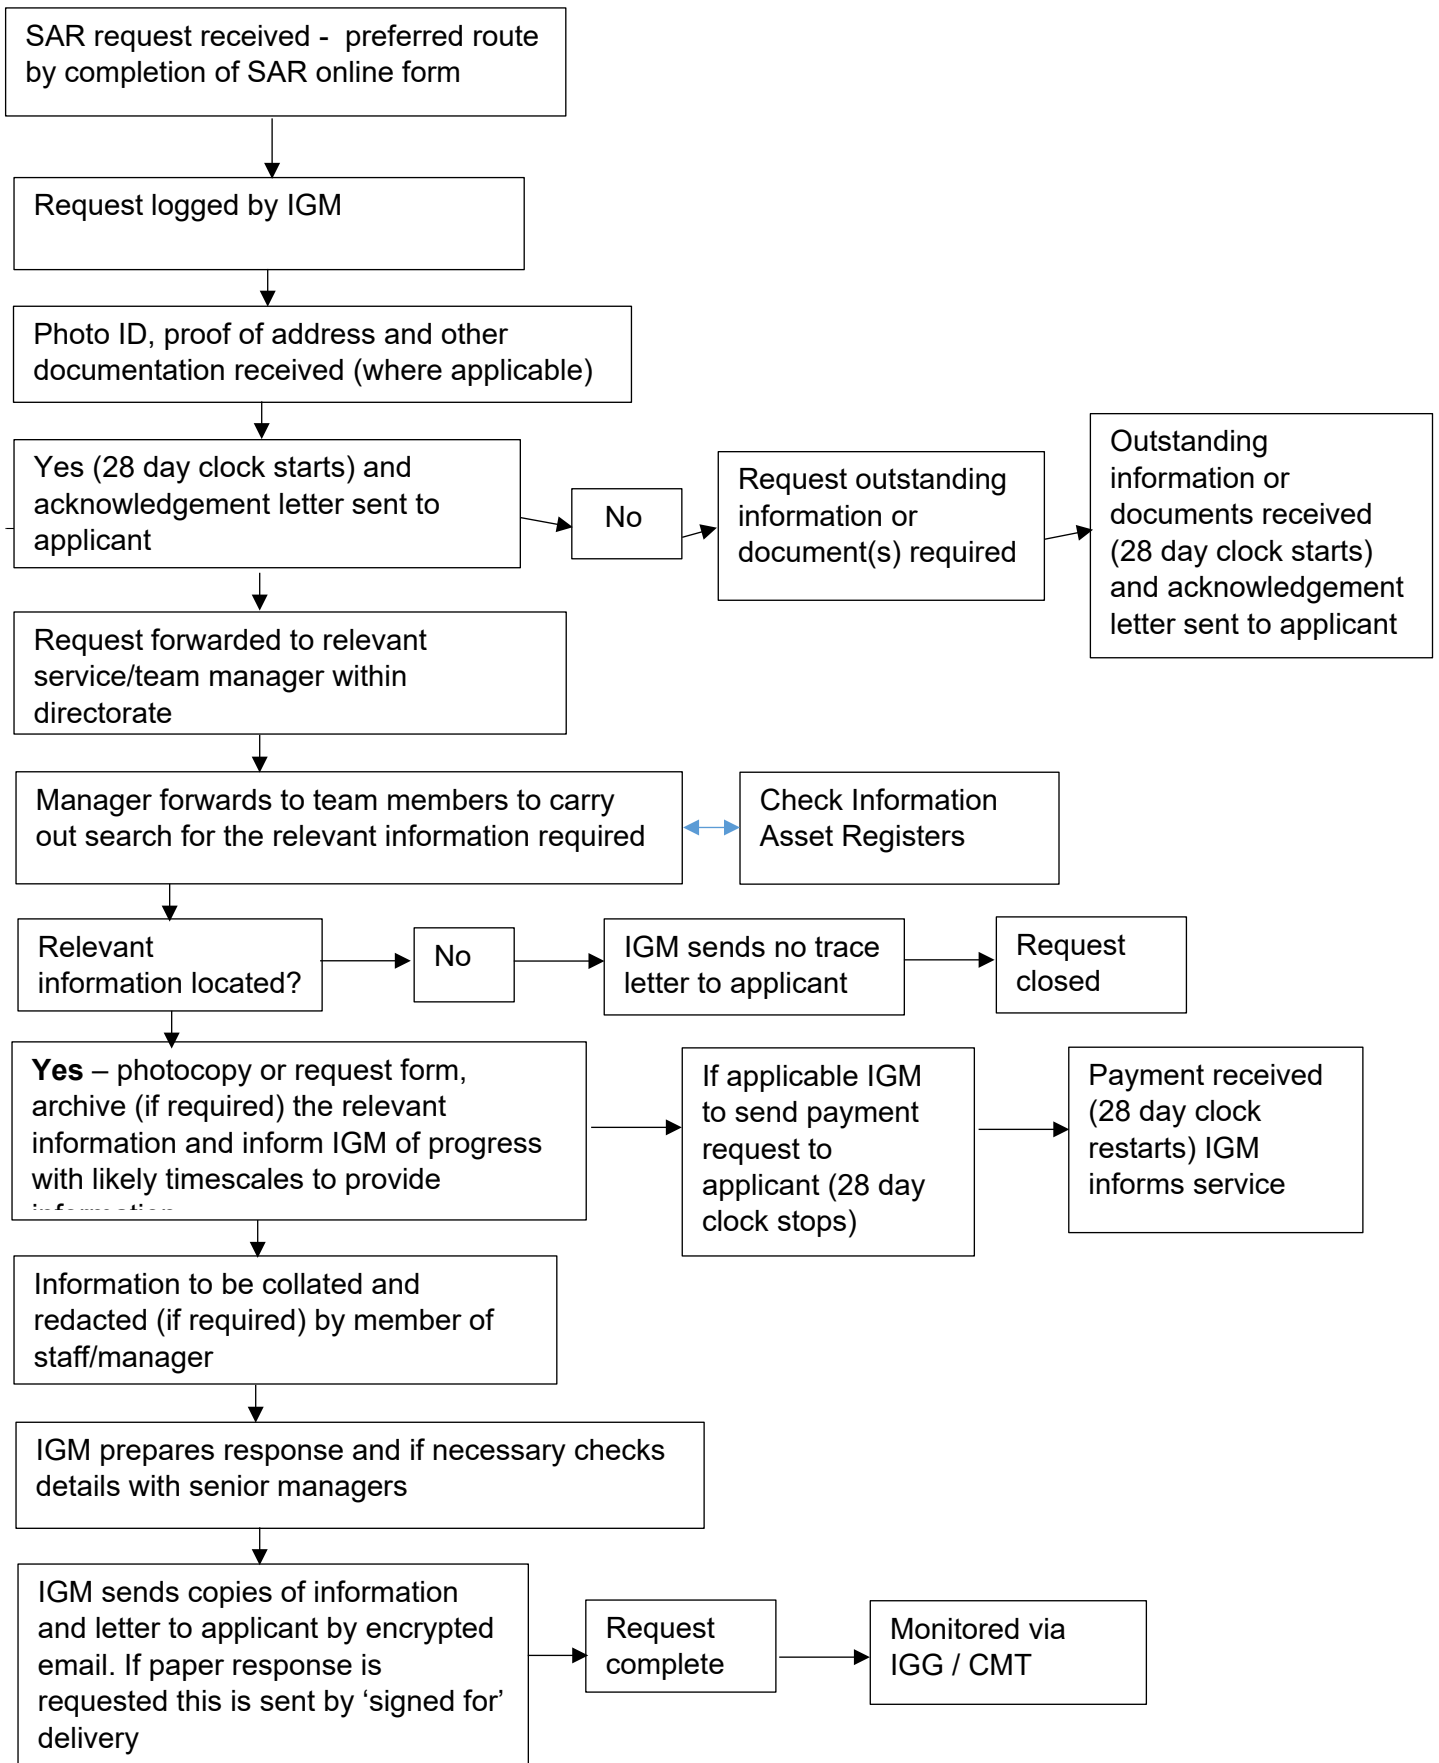 SAR request received -  preferred route
by completion of SAR online form
Request logged by IGM
Photo ID, proof of address and other
documentation received (where applicable)
Yes (28 day clock starts) and
acknowledgement letter sent to
applicant
No
Request outstanding
information or
document(s) required
Outstanding
information or
documents received
(28 day clock starts)
and acknowledgement
letter sent to applicant
Request forwarded to relevant
service/team manager within
directorate
Manager forwards to team members to carry
out search for the relevant information required
Check Information
Asset Registers
Relevant
information located?
No
IGM sends no trace
letter to applicant
Request
closed
Yes – photocopy or request form,
archive (if required) the relevant
information and inform IGM of progress
with likely timescales to provide
If applicable IGM
to send payment
request to
applicant (28 day
clock stops)
Payment received
(28 day clock
restarts) IGM
informs service
Information to be collated and
redacted (if required) by member of
staff/manager
IGM prepares response and if necessary checks
details with senior managers
IGM sends copies of information
and letter to applicant by encrypted
email. If paper response is
requested this is sent by ‘signed for’
delivery
Request
complete
Monitored via
IGG / CMT